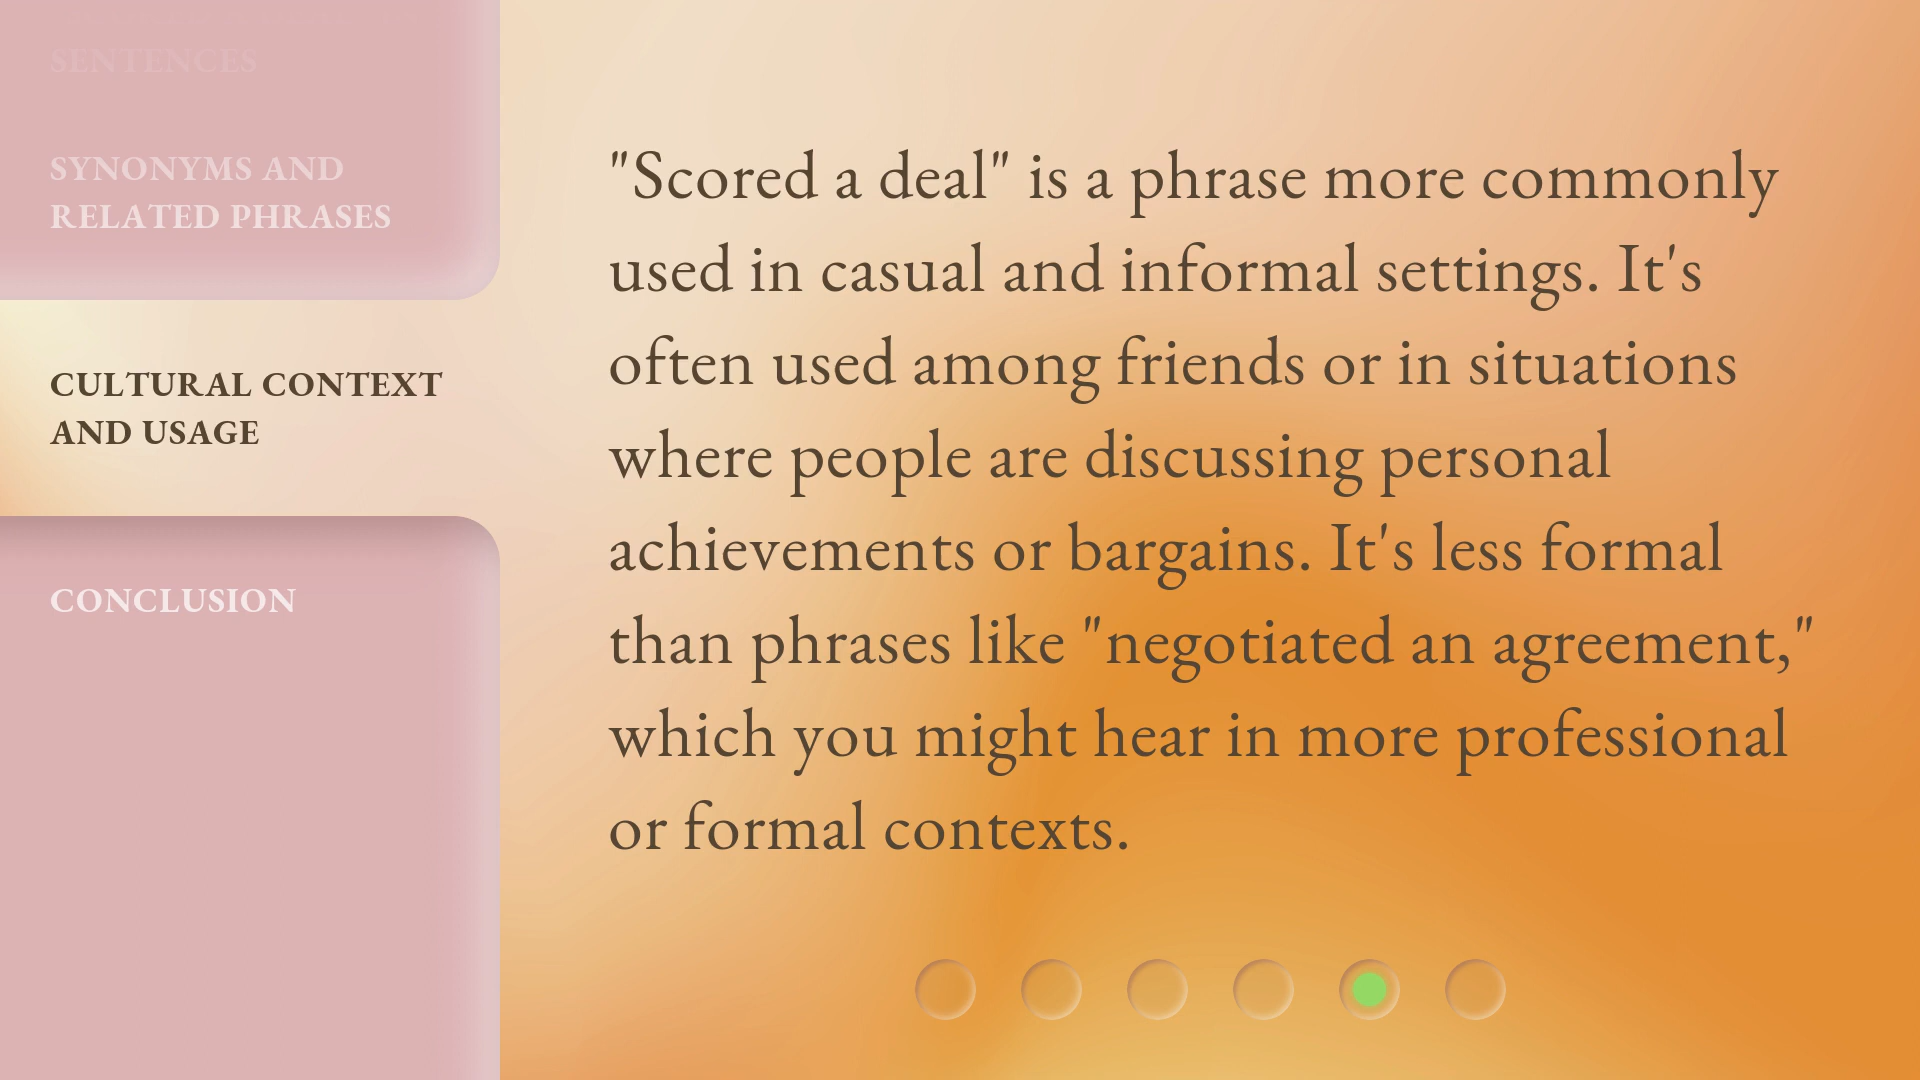 SENTENCES
SYNONYMS AND
RELATED PHRASES
CULTURAL CONTEXT
AND USAGE
CONCLUSION
"Scored a deal" is a phrase more commonly
used in casual and informal settings. It's
often used among friends or in situations
where people are discussing personal
achievements or bargains. It's less formal
than phrases like "negotiated an agreement,"
which you might hear in more professional
or formal contexts.